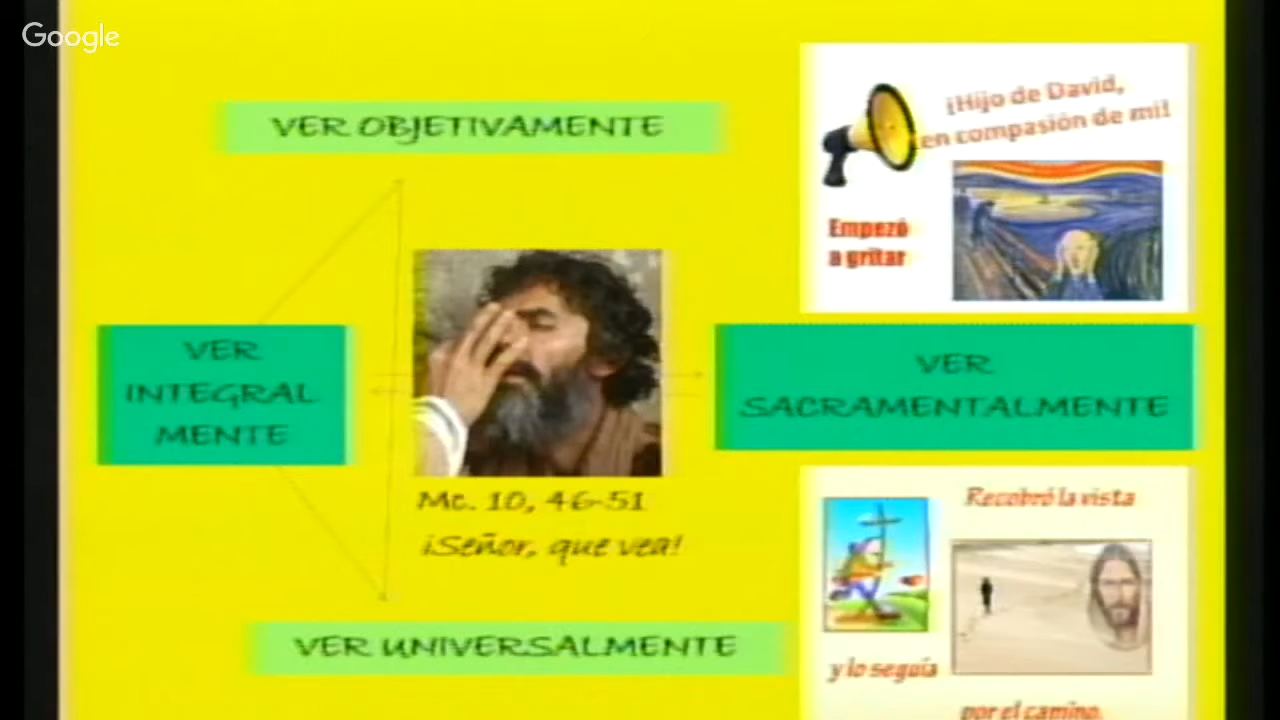 Google
VER OBJETIVAMENTE
¡Hijo de David,
ten compasión de mi!
Empezó
a gritar
VER
INTEGRAL
MENTE
VER
SACRAMENTALMENTE
Mc. 10, 46-51
¡Señor, que vea!
VER UNIVERSALMENTE
Recobró la vista
y lo seguía
por el camino.